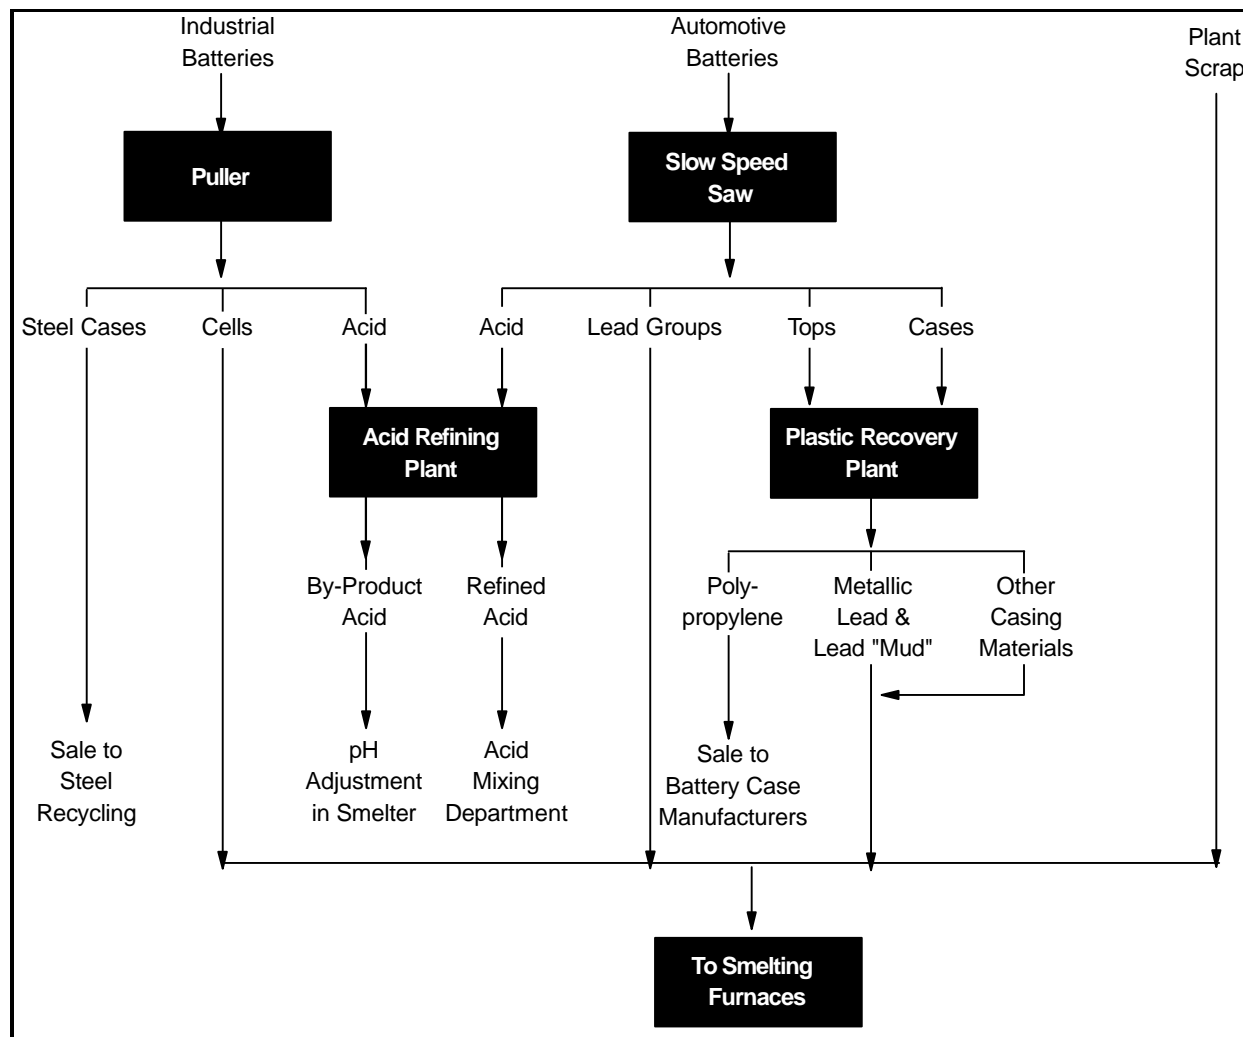 Industrial
Batteries
Automotive
Batteries
Plant
Scrap
Puller
Slow Speed
Saw
Steel Cases
Cells
Acid
Acid
Lead Groups
Tops
Cases
Acid Refining
Plant
Plastic Recovery
Plant
By-Product
Acid
Refined
Acid
Poly-
propylene
Metallic
Lead &
Lead "Mud"
Other
Casing
Materials
Sale to
Steel
Recycling
pH
Adjustment
in Smelter
Acid
Mixing
Department
Sale to
Battery Case
Manufacturers
To Smelting
Furnaces